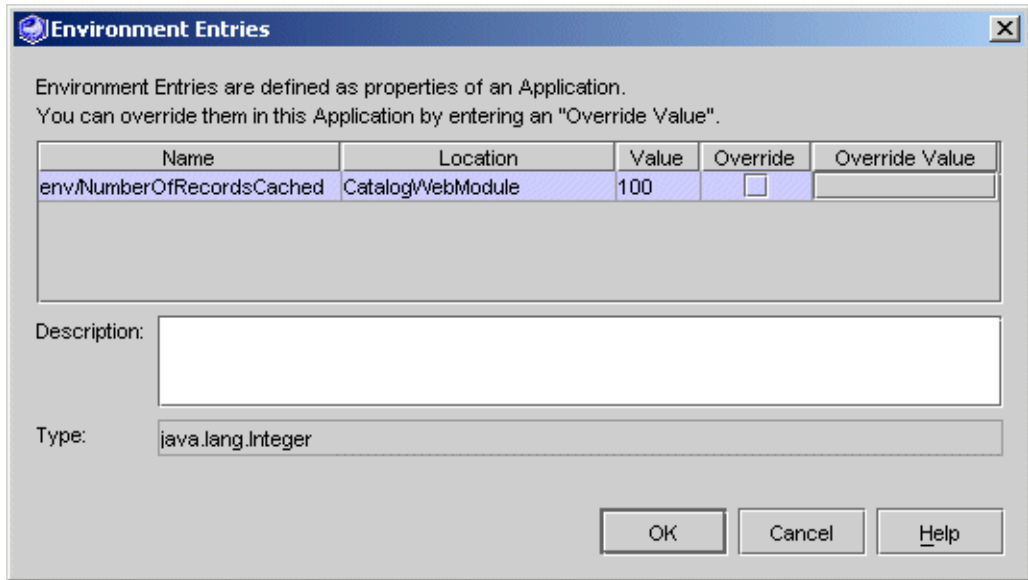 Environment Entries
Environment Entries are defined as properties of an Application.
You can override them in this Application by entering an "Override Value".
Name Location Value Override Override Value
env/NumberOfRecordsCached CatalogWebModule 100
Description:
Type: java.lang.Integer
OK Cancel Help